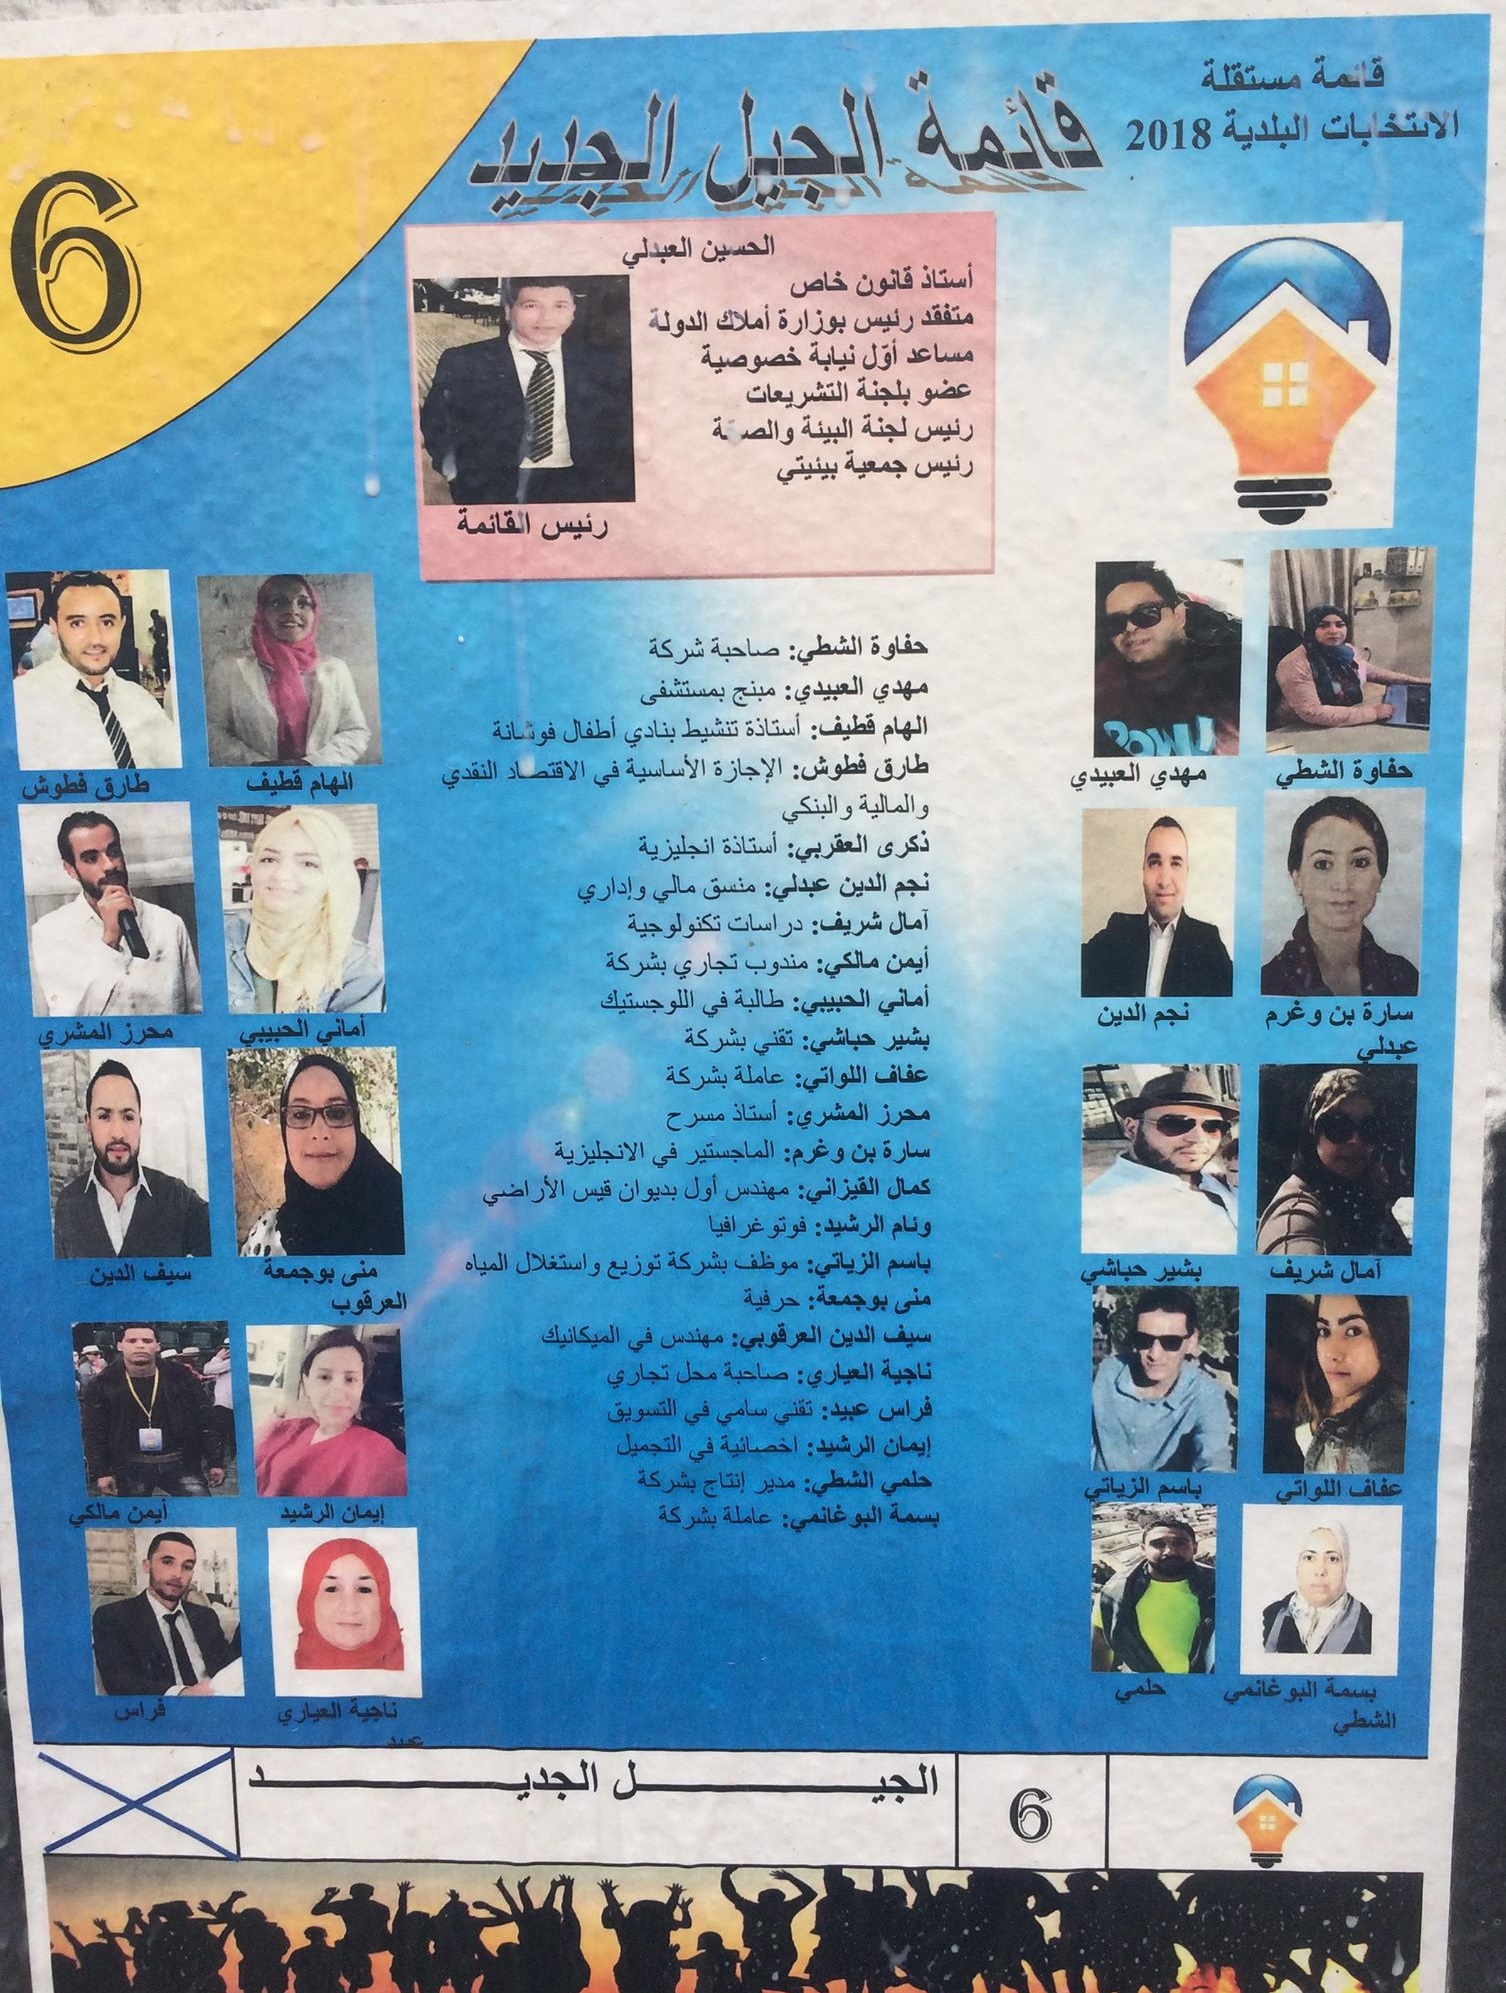 قائمة مستقلة
الانتخابات البلدية 2018
قائمة الجيل الجديد
6
الحسين العبدلي
أستاذ قانون خاص
متفقد رئيس بوزارة أملاك الدولة
مساعد أوّل نيابة خصوصية
عضو بلجنة التشريعات
رئيس لجنة البيئة والصحّة
رئيس جمعية بيئيتي
رئيس القائمة
حفاوة الشطي
مهدي العبيدي
الهام قطيف
طارق فطوش
حفاوة الشطي: صاحبة شركة
مهدي العبيدي: مبنج بمستشفى
الهام قطيف: أستاذة تنشيط بنادي أطفال فوشانة
طارق فطوش: الإجازة الأساسية في الاقتصاد النقدي
والمالية والبنكي
ذكرى العقربي: أستاذة انجليزية
نجم الدين عبدلي: منسق مالي وإداري
آمال شريف: دراسات تكنولوجية
أيمن مالكي: مندوب تجاري بشركة
أماني الحبيبي: طالبة في اللوجستيك
بشير حباشي: تقني بشركة
عفاف اللواتي: عاملة بشركة
محرز المشري: أستاذ مسرح
سارة بن وغرم: الماجستير في الانجليزية
كمال القيزاني: مهندس أول بديوان قيس الأراضي
ونام الرشيد: فوتوغرافيا
باسم الزياتي: موظف بشركة توزيع واستغلال المياه
منى بوجمعة: حرفية
سيف الدين العرقوبي: مهندس في الميكانيك
ناجية العياري: صاحبة محل تجاري
فراس عبيد: تقني سامي في التسويق
إيمان الرشيد: اخصائية في التجميل
حلمي الشطي: مدير إنتاج بشركة
بسمة البوغانمي: عاملة بشركة
سارة بن وغرم
نجم الدين
عبدلي
أماني الحبيبي
محرز المشري
آمال شريف
بشير حباشي
منى بوجمعة
سيف الدين
العرقوب
عفاف اللواتي
باسم الزياتي
إيمان الرشيد
أيمن مالكي
بسمة البوغانمي
حلمي
الشطي
ناجية العياري
فراس
عبيد
6
الجيـــل الجديـــد